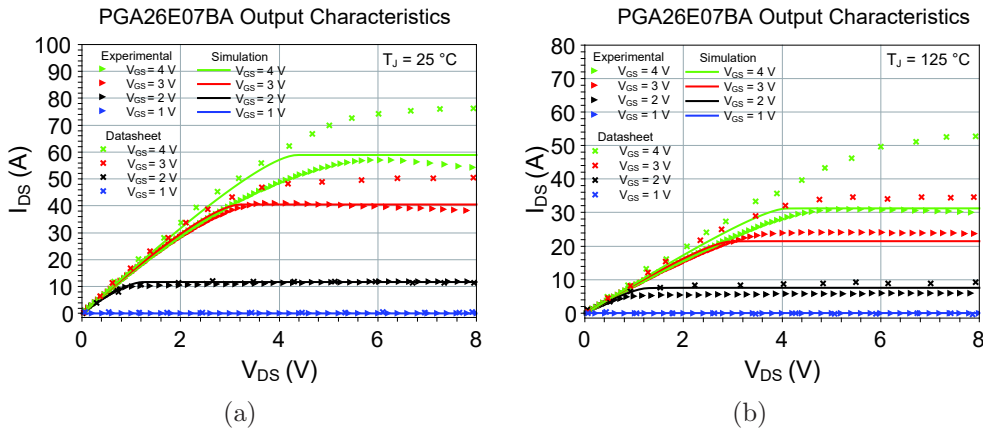 PGA26E07BA Output Characteristics
100
90
80
70
60
50
40
30
20
10
0
I_DS (A)
Experimental
V_GS = 4 V
V_GS = 3 V
V_GS = 2 V
V_GS = 1 V
Simulation
V_GS = 4 V
V_GS = 3 V
V_GS = 2 V
V_GS = 1 V
T_J = 25 °C
Datasheet
V_GS = 4 V
V_GS = 3 V
V_GS = 2 V
V_GS = 1 V
0 2 4 6 8
V_DS (V)
(a)
PGA26E07BA Output Characteristics
80
70
60
50
40
30
20
10
0
I_DS (A)
Experimental
V_GS = 4 V
V_GS = 3 V
V_GS = 2 V
V_GS = 1 V
Simulation
V_GS = 4 V
V_GS = 3 V
V_GS = 2 V
V_GS = 1 V
T_J = 125 °C
Datasheet
V_GS = 4 V
V_GS = 3 V
V_GS = 2 V
V_GS = 1 V
0 2 4 6 8
V_DS (V)
(b)